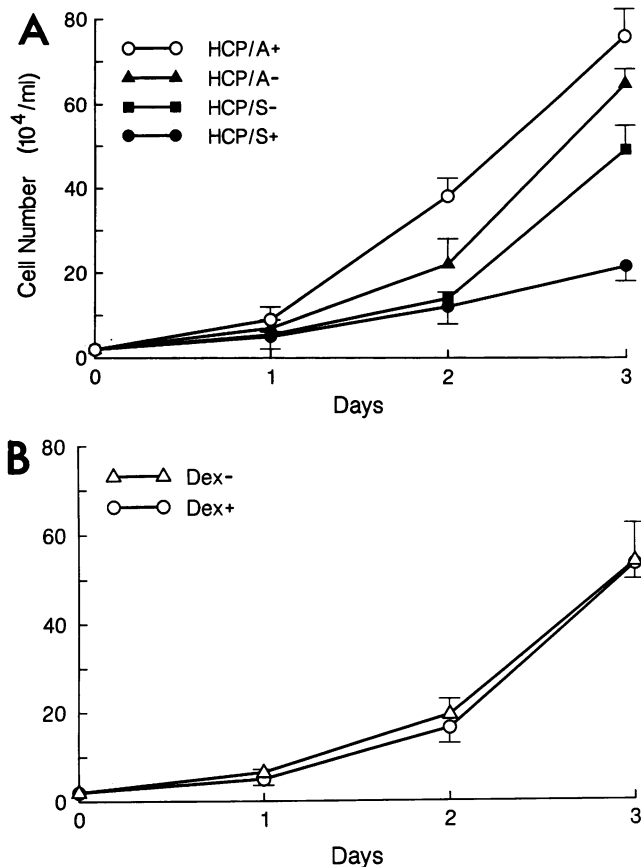 A
80
HCP/A+
HCP/A-
60
HCP/S-
HCP/S+
40
20
0
Cell Number (10⁴/ml)
0 1 2 3
Days
B
80
Dex-
Dex+
60
40
20
0
0 1 2 3
Days